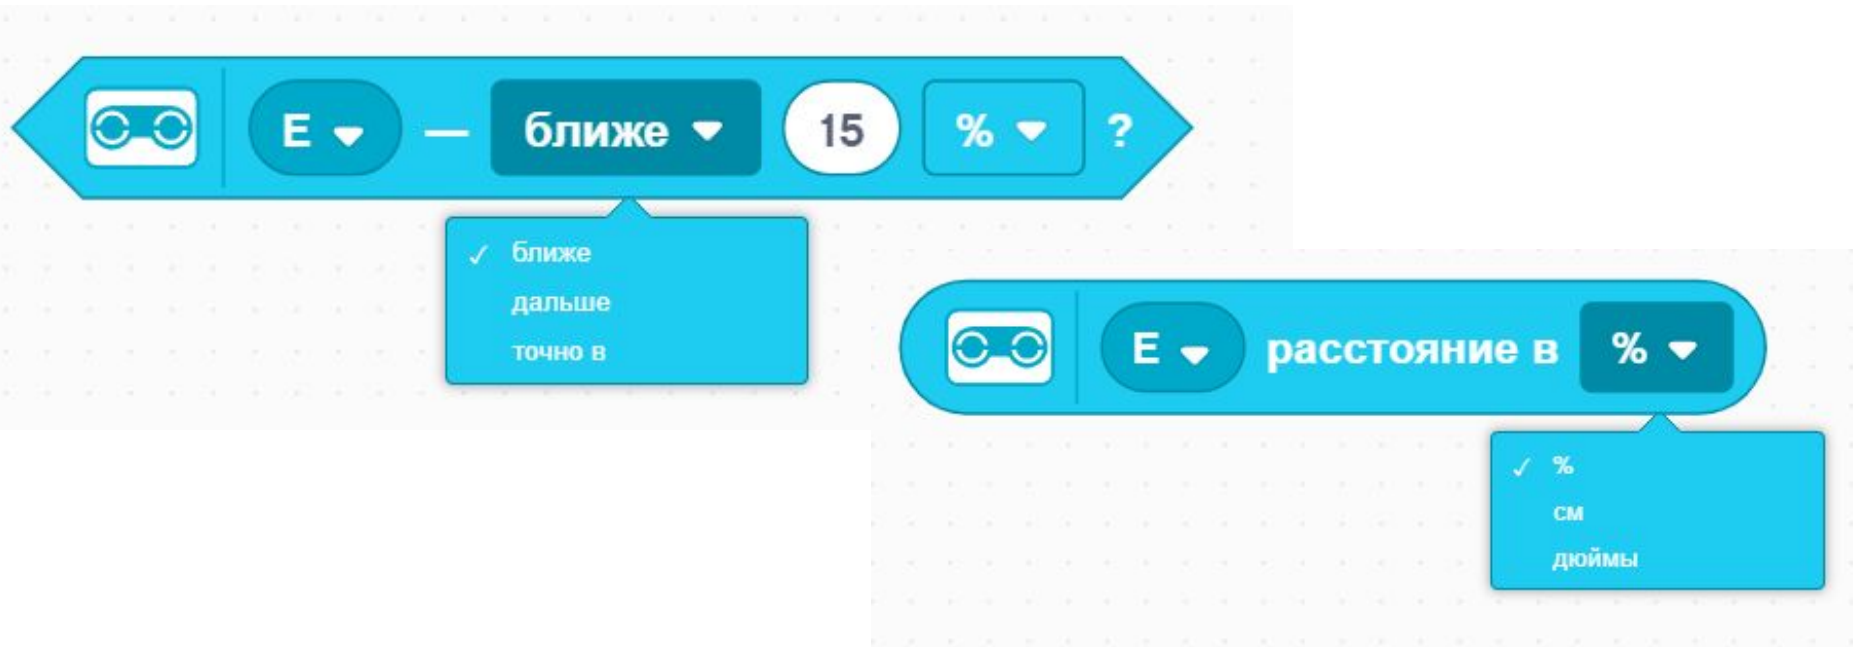 E — ближе 15 % ?
✓ ближе
дальше
точно в
E расстояние в %
✓ %
см
дюймы